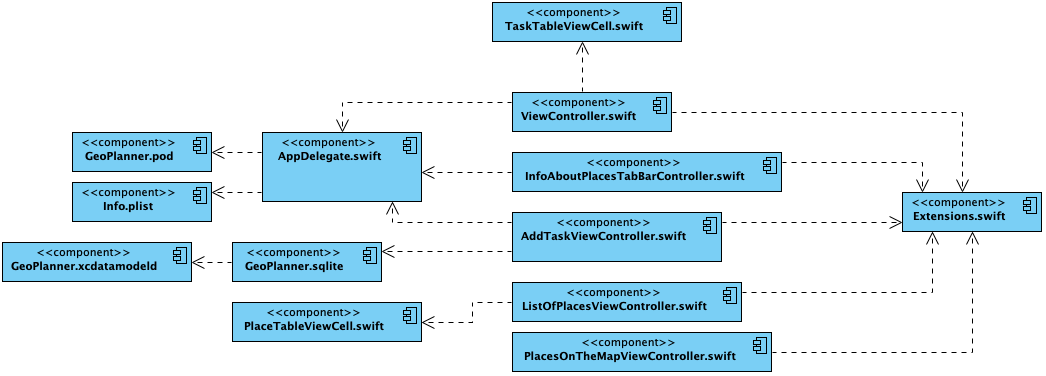 <<component>>
TaskTableViewCell.swift
<<component>>
ViewController.swift
<<component>>
GeoPlanner.pod
<<component>>
AppDelegate.swift
<<component>>
InfoAboutPlacesTabBarController.swift
<<component>>
Info.plist
<<component>>
Extensions.swift
<<component>>
AddTaskViewController.swift
<<component>>
GeoPlanner.xcdatamodeld
<<component>>
GeoPlanner.sqlite
<<component>>
ListOfPlacesViewController.swift
<<component>>
PlaceTableViewCell.swift
<<component>>
PlacesOnTheMapViewController.swift